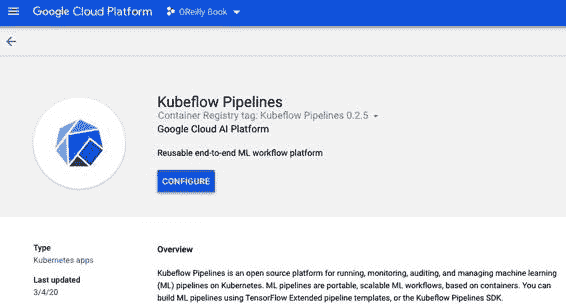 Google Cloud Platform
OReilly Book
Kubeflow Pipelines
Container Registry tag: Kubeflow Pipelines 0.2.5
Google Cloud AI Platform
Reusable end-to-end ML workflow platform
CONFIGURE
Type
Kubernetes apps
Last updated
3/4/20
Overview
Kubeflow Pipelines is an open source platform for running, monitoring, auditing, and managing machine learning
(ML) pipelines on Kubernetes. ML pipelines are portable, scalable ML workflows, based on containers. You can
build ML pipelines using TensorFlow Extended pipeline templates, or the Kubeflow Pipelines SDK.